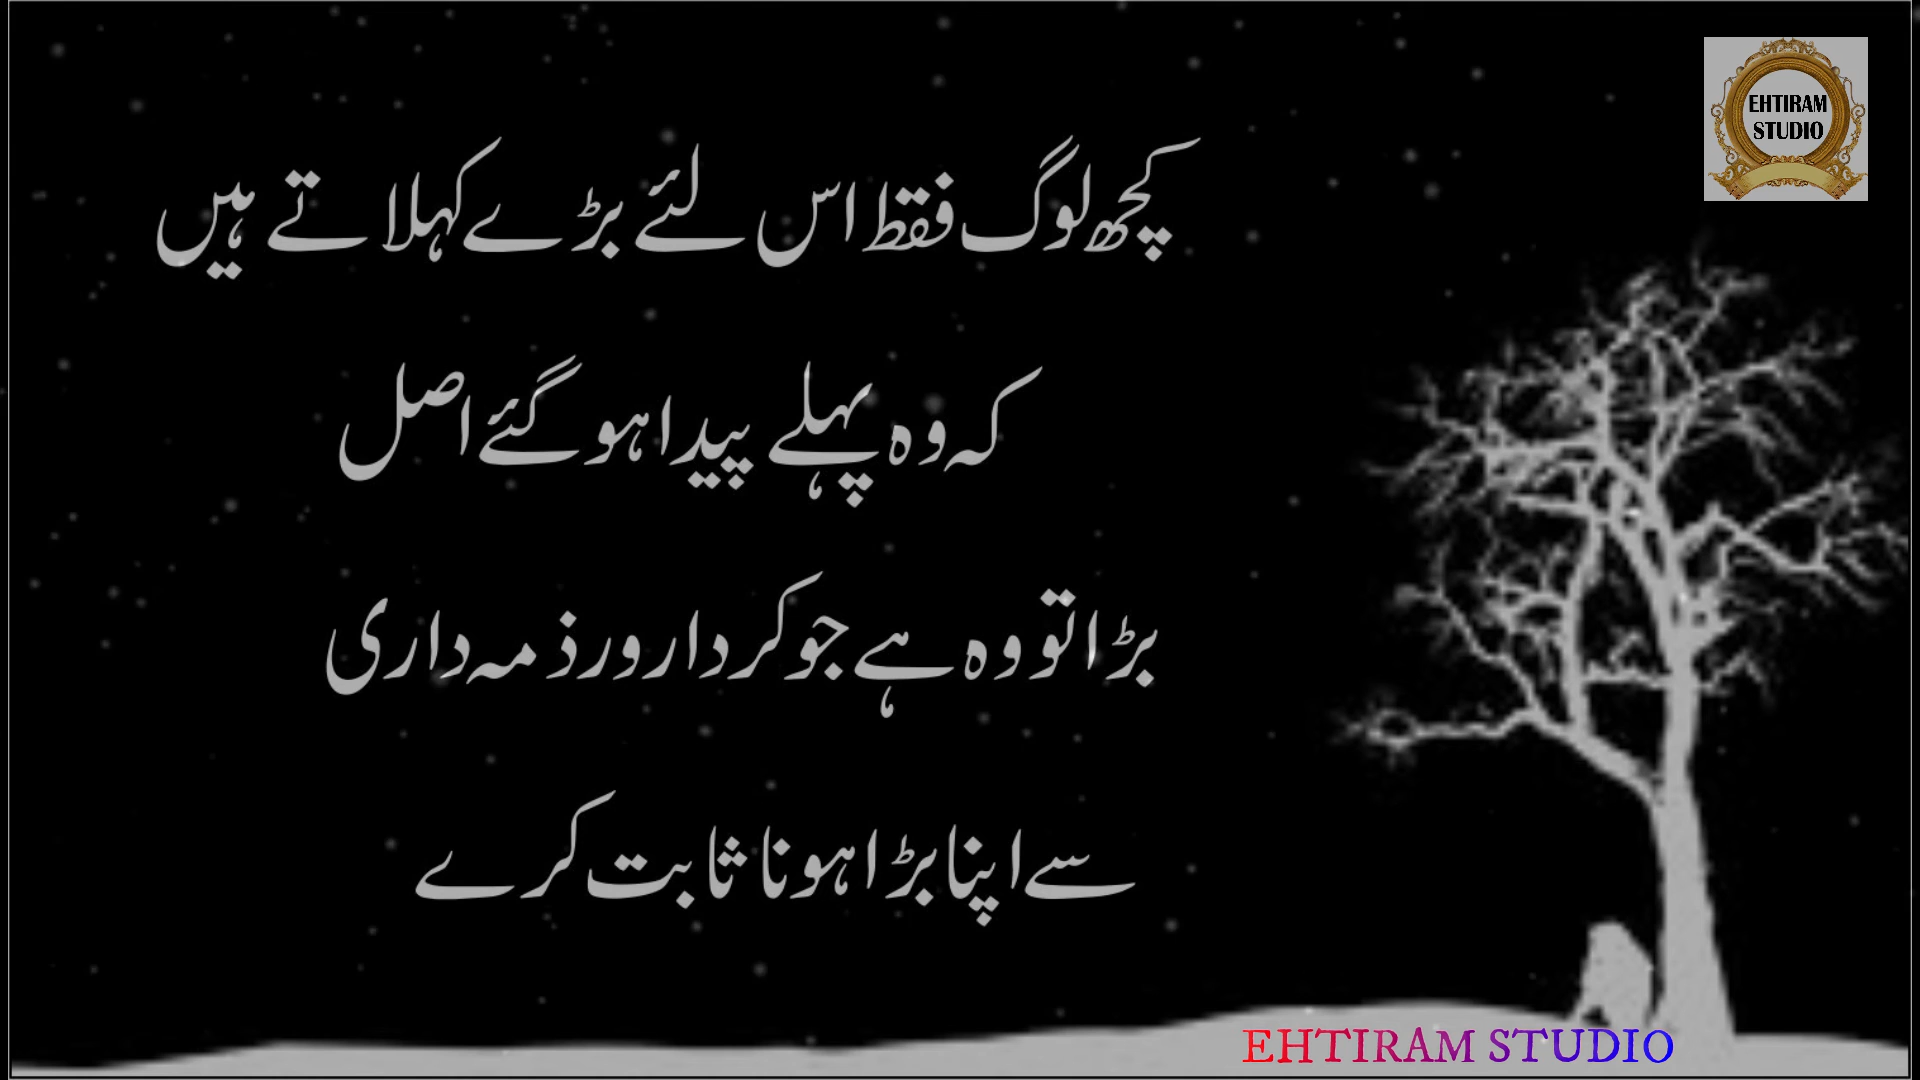 EHTIRAM
STUDIO
کچھ لوگ فقط اس لئے بڑے کہلاتے ہیں
کہ وہ پہلے پیدا ہو گئے اصل
بڑا تو وہ ہے جو کردار ور ذمہ داری
سے اپنا بڑا ہونا ثابت کرے
EHTIRAM STUDIO